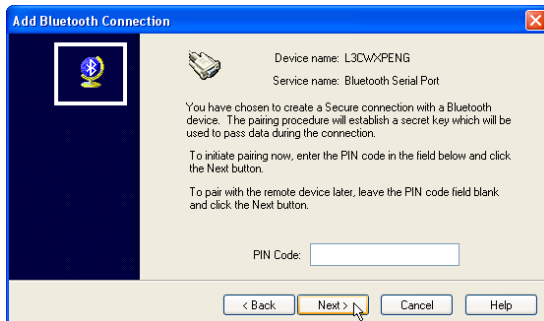 Add Bluetooth Connection
Device name: L3CWXPENG
Service name: Bluetooth Serial Port
You have chosen to create a Secure connection with a Bluetooth
device. The pairing procedure will establish a secret key which will be
used to pass data during the connection.
To initiate pairing now, enter the PIN code in the field below and click
the Next button.
To pair with the remote device later, leave the PIN code field blank
and click the Next button.
PIN Code:
< Back Next > Cancel Help